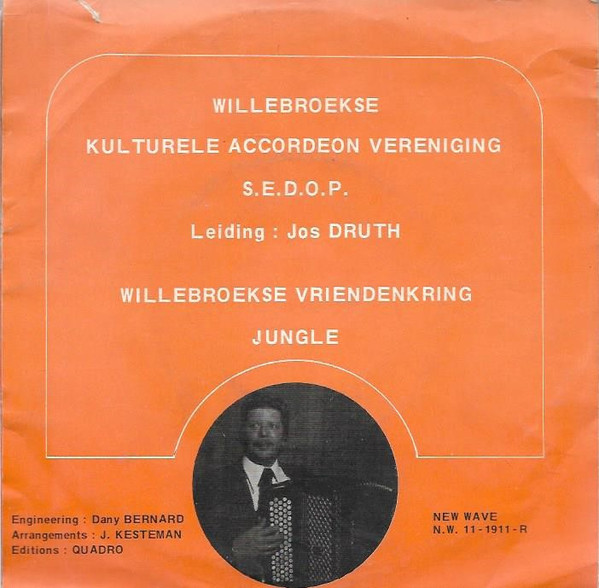 WILLEBROEKSE
KULTURELE ACCORDEON VERENIGING
S.E.D.O.P.
Leiding : Jos DRUTH
WILLEBROEKSE VRIENDENKRING
JUNGLE
Engineering : Dany BERNARD
Arrangements : J. KESTEMAN
Editions : QUADRO
NEW WAVE
N.W. 11-1911-R